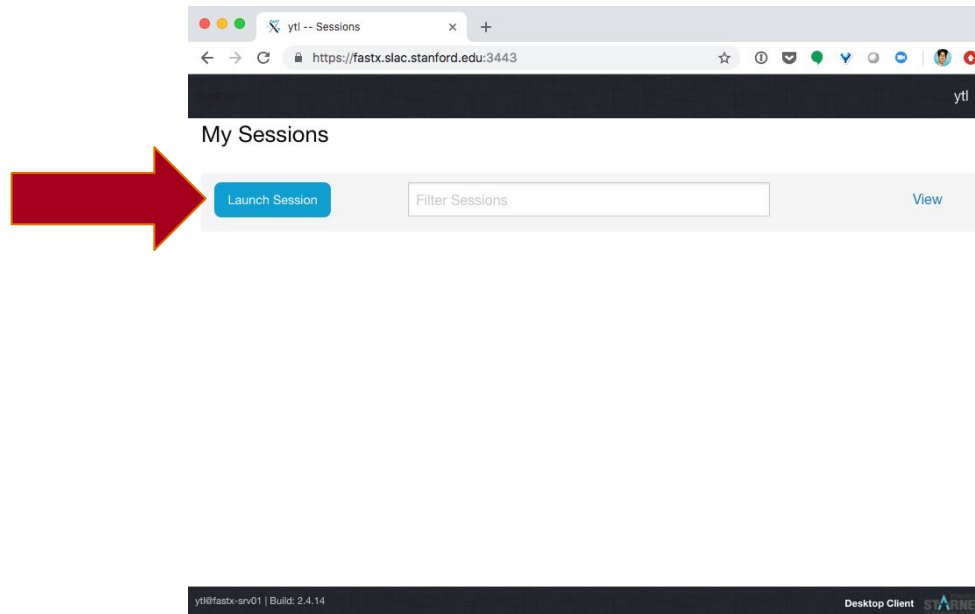 ytl -- Sessions
https://fastx.slac.stanford.edu:3443
ytl
My Sessions
Launch Session
Filter Sessions
View
ytl@fastx-srv01 | Build: 2.4.14
Desktop Client